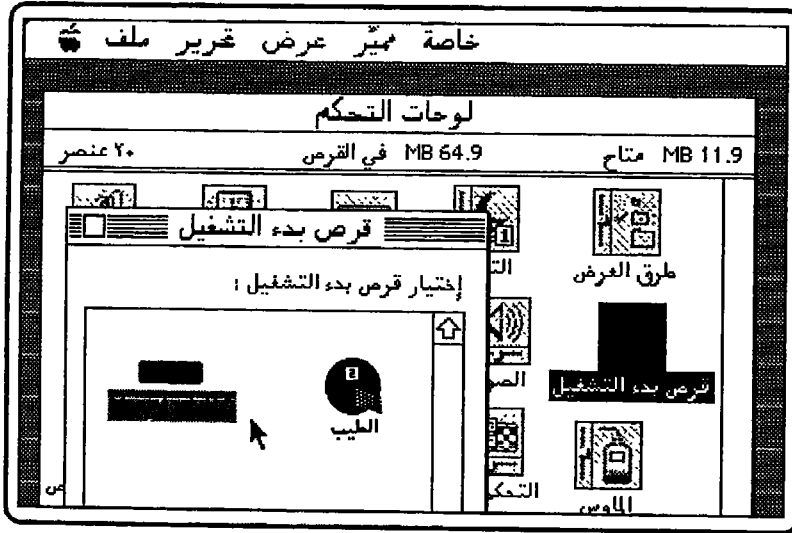 ملف تحرير عرض مميّز خاصة
لوحات التحكم
٢٠ عنصر
64.9 MB في القرص
11.9 MB متاح
قرص بدء التشغيل
إختيار قرص بدء التشغيل :
الطيب
طرق العرض
قرص بدء التشغيل
الماوس